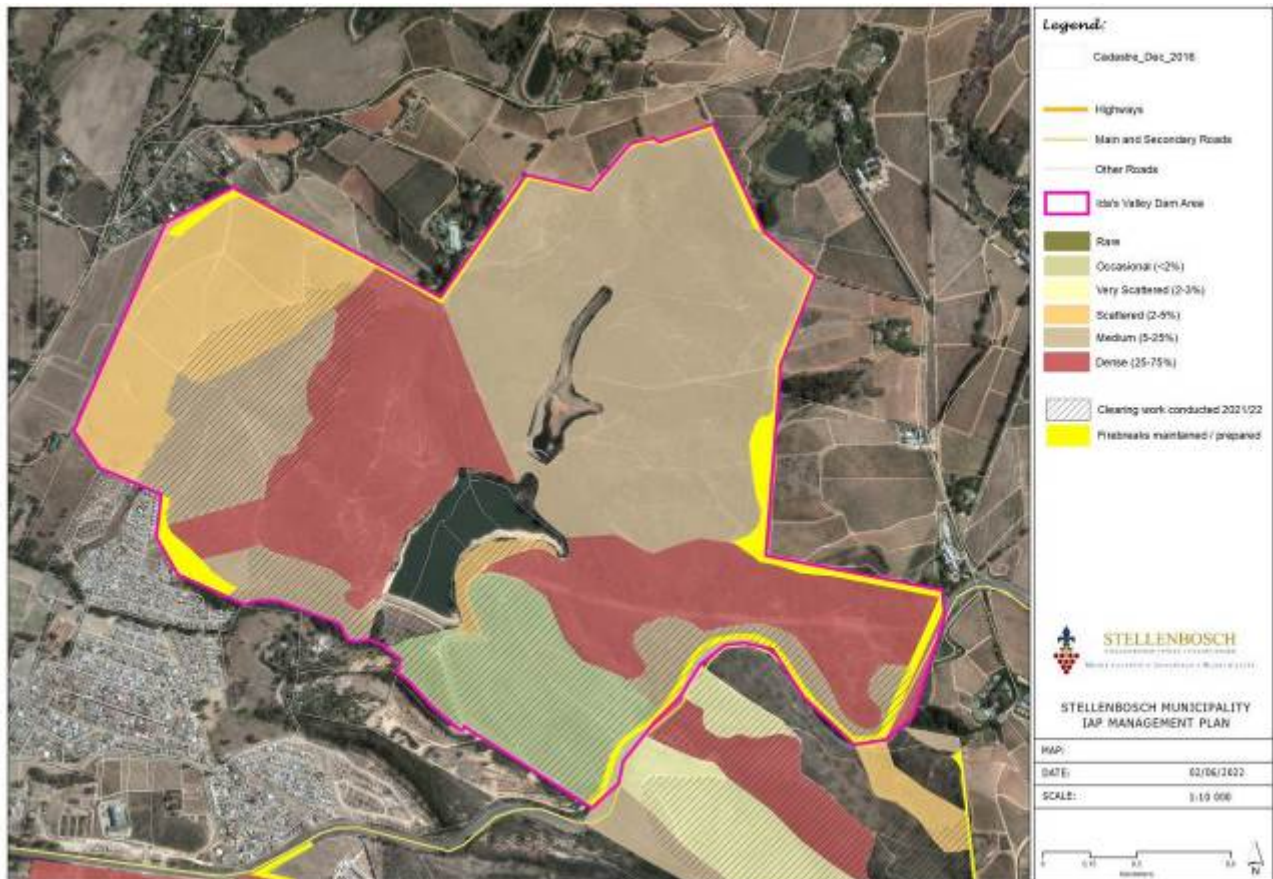 Legend:
Cadastre_Dec_2018
Highways
Main and Secondary Roads
Other Roads
Ida's Valley Dam Area
Rare
Occasional (<2%)
Very Scattered (2-3%)
Scattered (2-5%)
Medium (5-25%)
Dense (25-75%)
Clearing work conducted 2021/22
Firebreaks maintained / prepared
STELLENBOSCH
STELLENBOSCH MUNICIPALITY
IAP MANAGEMENT PLAN
MAP:
DATE: 02/06/2022
SCALE: 1:10 000
N